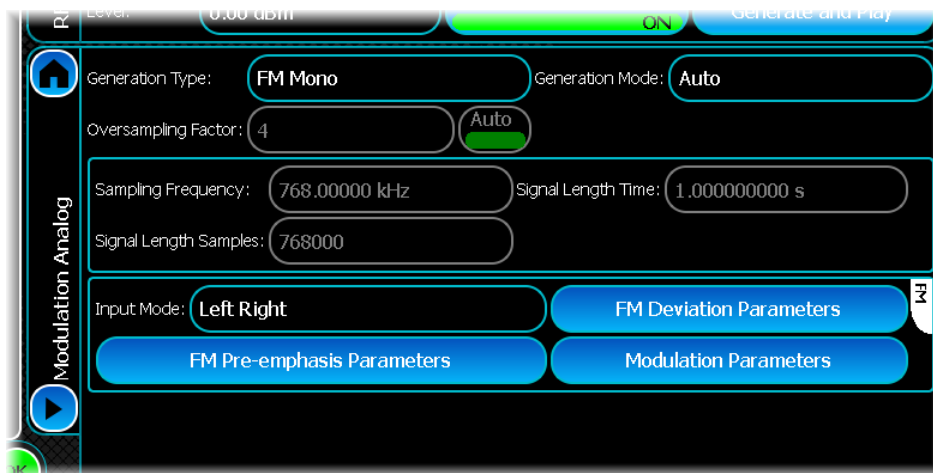 Level: 0.00 dBm ON Generate and Play
Generation Type: FM Mono Generation Mode: Auto
Oversampling Factor: 4 Auto
Sampling Frequency: 768.00000 kHz Signal Length Time: 1.000000000 s
Signal Length Samples: 768000
Modulation Analog
Input Mode: Left Right FM Deviation Parameters FM
FM Pre-emphasis Parameters Modulation Parameters